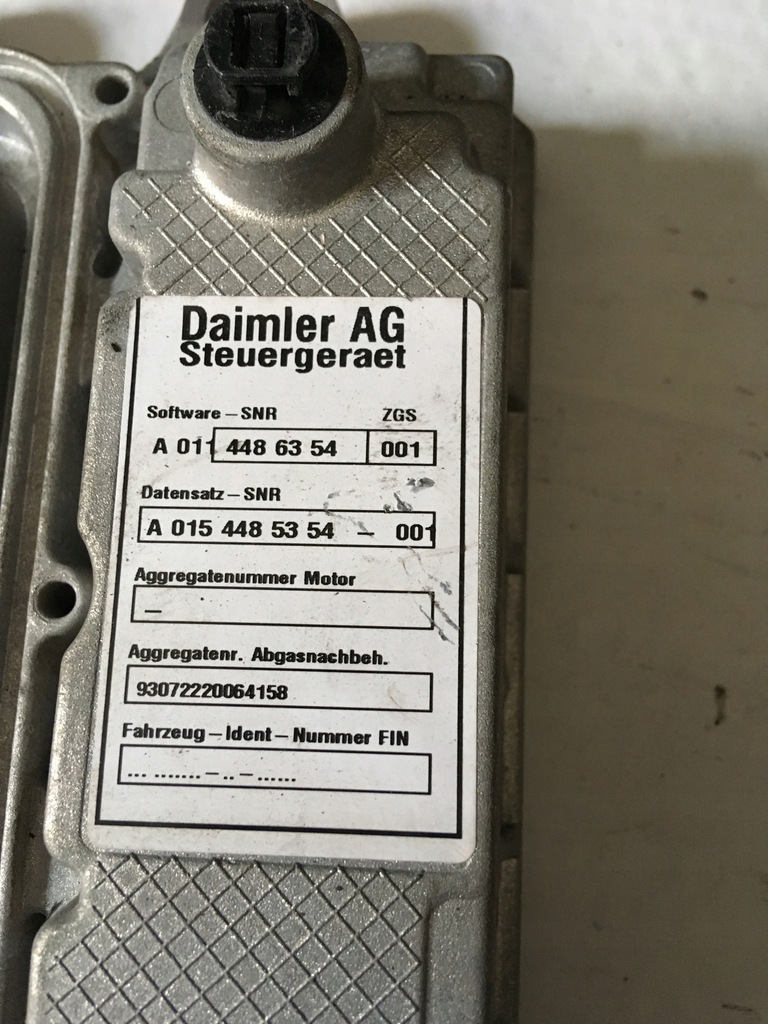 Daimler AG
Steuergeraet
Software – SNR ZGS
A 011 448 63 54 001
Datensatz – SNR
A 015 448 53 54 – 001
Aggregatenummer Motor
–
Aggregatenr. Abgasnachbeh.
93072220064158
Fahrzeug – Ident – Nummer FIN
... ....... – .. – ......